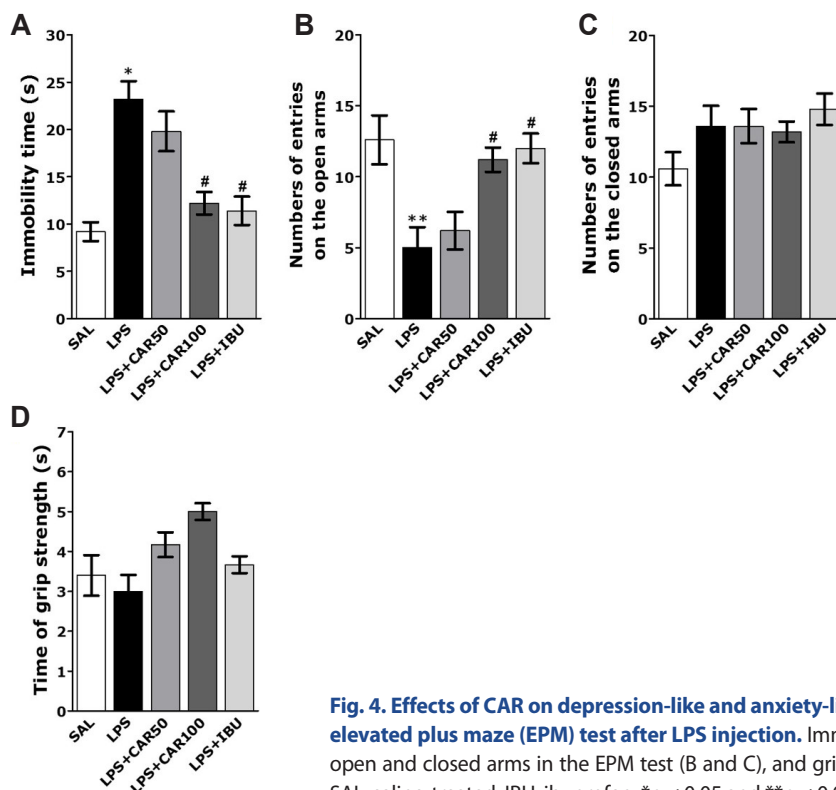 A
Immobility time (s)
30
25
20
15
10
5
0
*
#
#
SAL
LPS
LPS+CAR50
LPS+CAR100
LPS+IBU
B
Numbers of entries
on the open arms
20
15
10
5
0
**
#
#
SAL
LPS
LPS+CAR50
LPS+CAR100
LPS+IBU
C
Numbers of entries
on the closed arms
20
15
10
5
0
SAL
LPS
LPS+CAR50
LPS+CAR100
LPS+IBU
D
Time of grip strength (s)
7
6
5
4
3
2
1
0
SAL
LPS
LPS+CAR50
LPS+CAR100
LPS+IBU
Fig. 4. Effects of CAR on depression-like and anxiety-li
elevated plus maze (EPM) test after LPS injection. Imm
open and closed arms in the EPM test (B and C), and gri